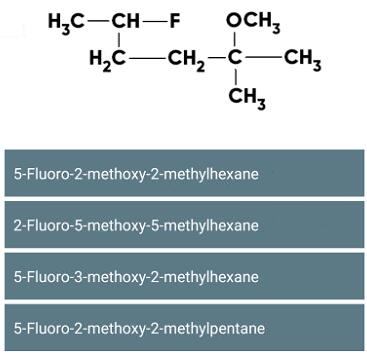 H₃C—CH—F OCH₃
H₂C—CH₂—C—CH₃
CH₃
5-Fluoro-2-methoxy-2-methylhexane
2-Fluoro-5-methoxy-5-methylhexane
5-Fluoro-3-methoxy-2-methylhexane
5-Fluoro-2-methoxy-2-methylpentane